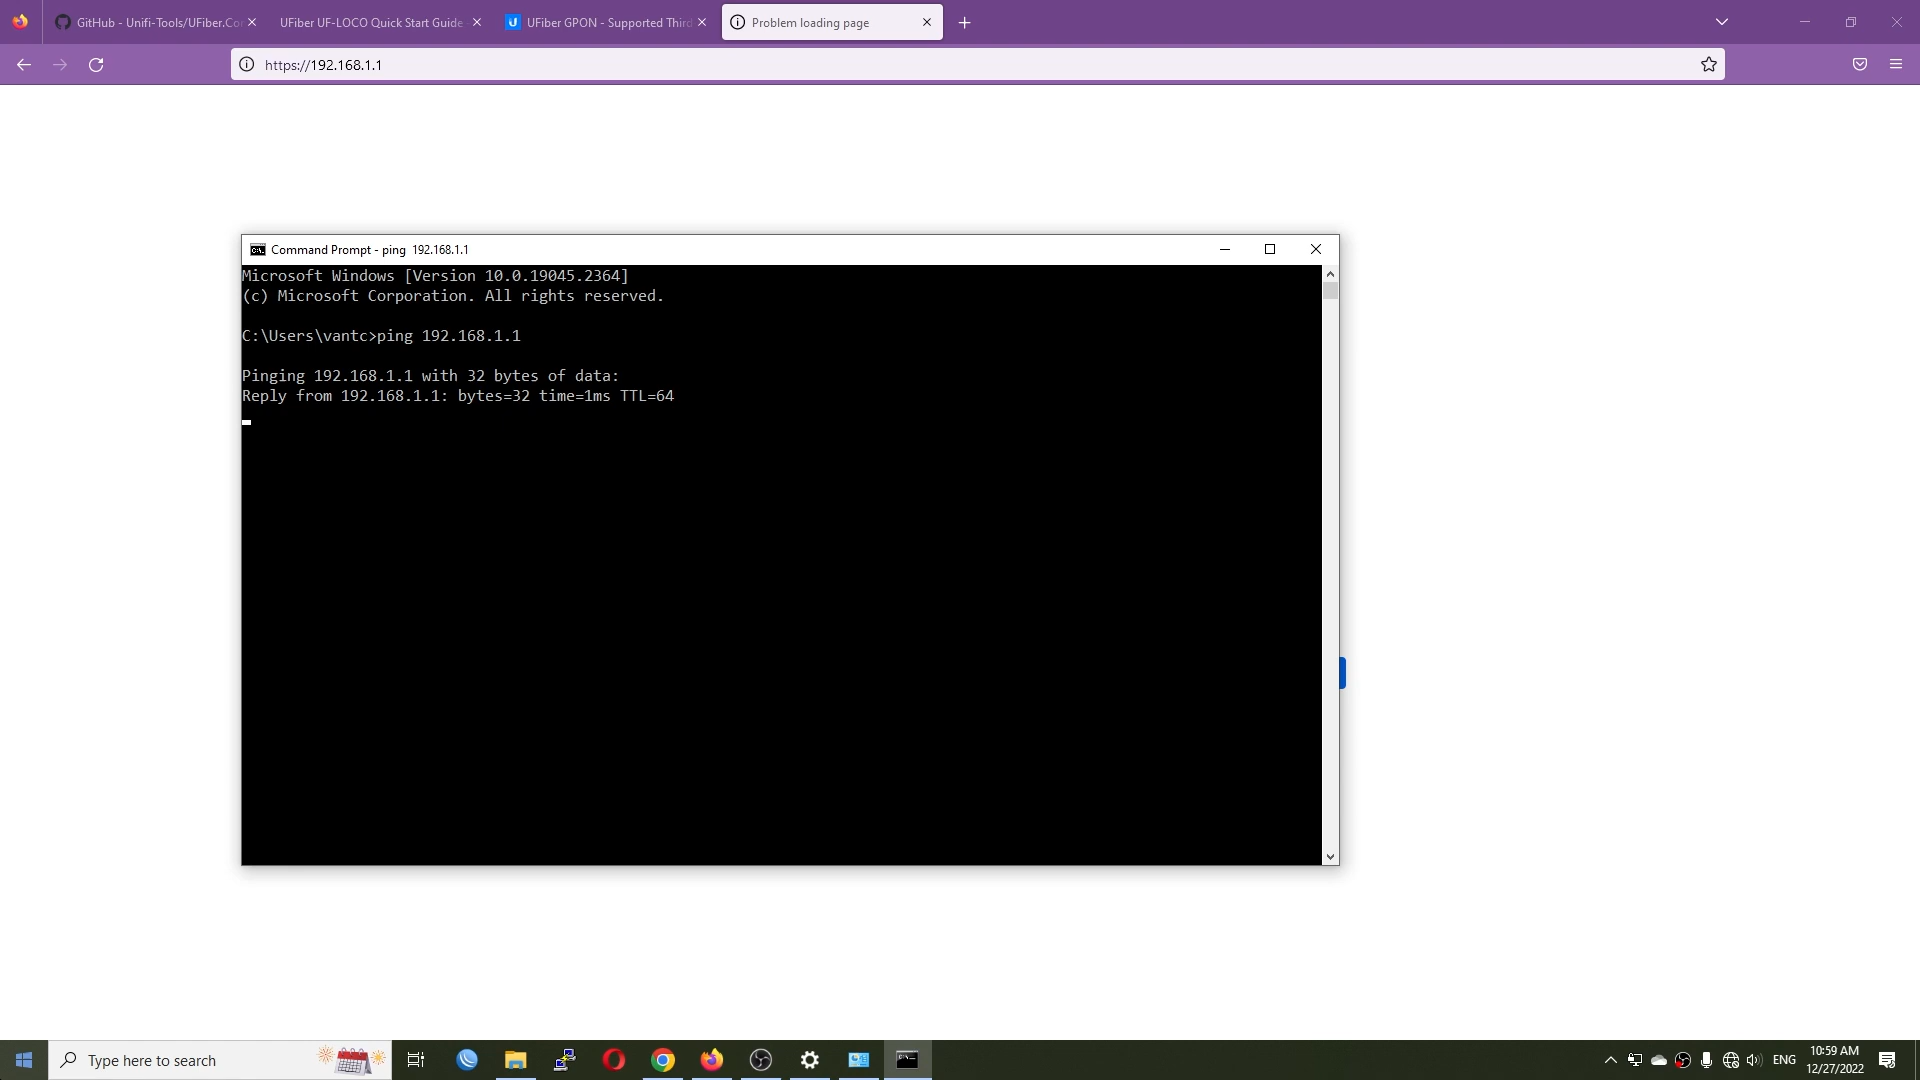 GitHub - Unifi-Tools/UFiber.Co
UFiber UF-LOCO Quick Start Guide
UFiber GPON - Supported Third
Problem loading page
https://192.168.1.1
Command Prompt - ping  192.168.1.1
Microsoft Windows [Version 10.0.19045.2364]
(c) Microsoft Corporation. All rights reserved.
C:\Users\vantc>ping 192.168.1.1
Pinging 192.168.1.1 with 32 bytes of data:
Reply from 192.168.1.1: bytes=32 time=1ms TTL=64
Type here to search
ENG
10:59 AM
12/27/2022